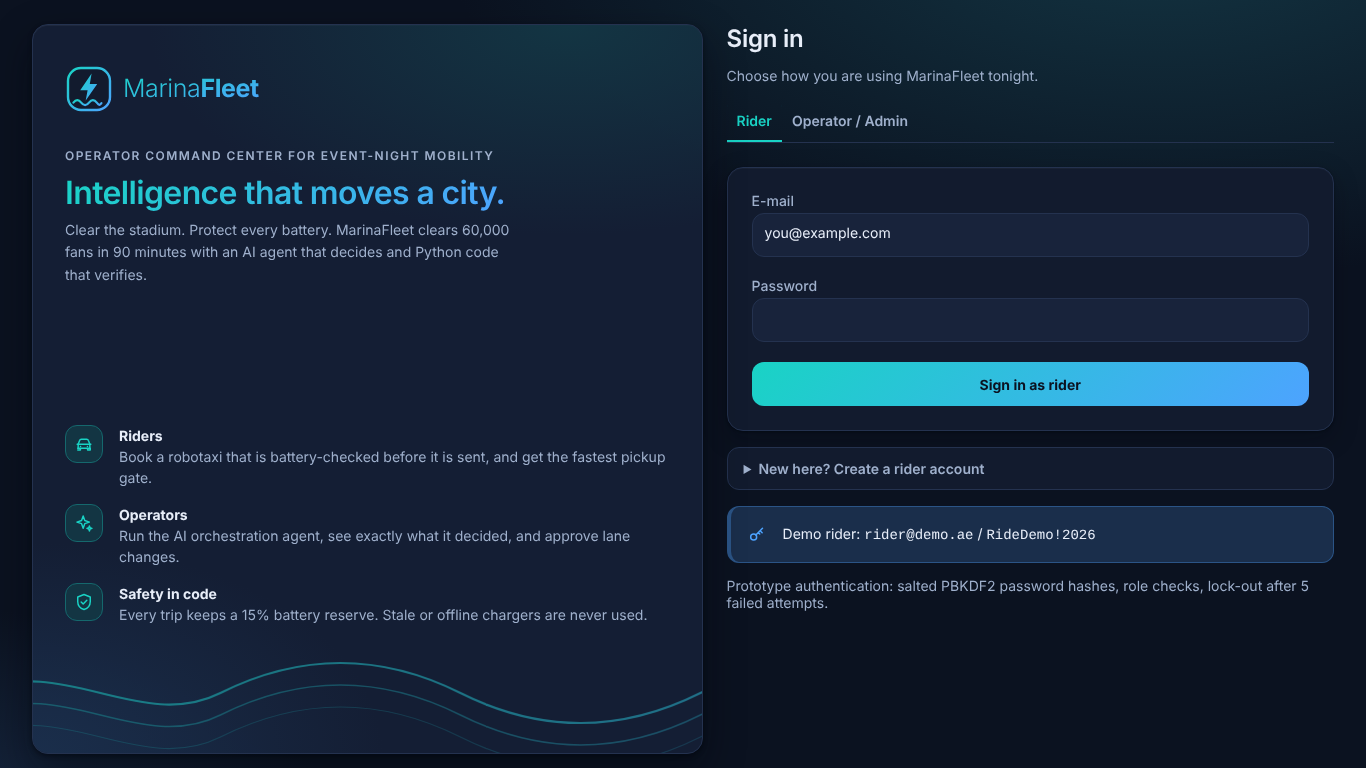 MarinaFleet
OPERATOR COMMAND CENTER FOR EVENT-NIGHT MOBILITY
Intelligence that moves a city.
Clear the stadium. Protect every battery. MarinaFleet clears 60,000
fans in 90 minutes with an AI agent that decides and Python code
that verifies.
Riders
Book a robotaxi that is battery-checked before it is sent, and get the fastest pickup
gate.
Operators
Run the AI orchestration agent, see exactly what it decided, and approve lane
changes.
Safety in code
Every trip keeps a 15% battery reserve. Stale or offline chargers are never used.
Sign in
Choose how you are using MarinaFleet tonight.
Rider
Operator / Admin
E-mail
you@example.com
Password
Sign in as rider
New here? Create a rider account
Demo rider: rider@demo.ae / RideDemo!2026
Prototype authentication: salted PBKDF2 password hashes, role checks, lock-out after 5
failed attempts.